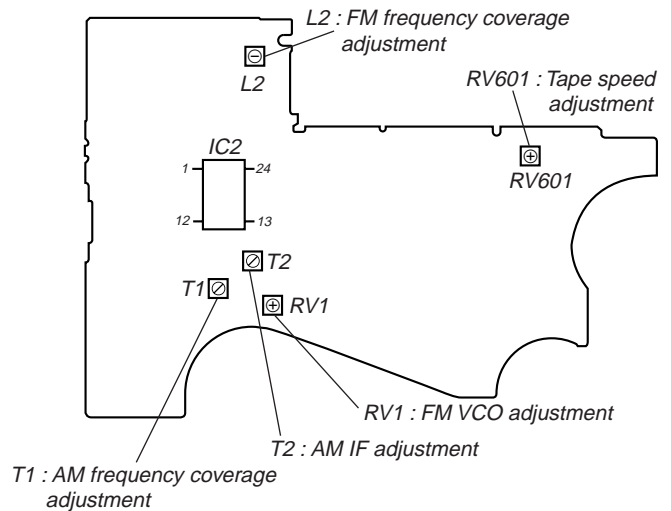 L2 : FM frequency coverage
adjustment
L2
RV601 : Tape speed
adjustment
RV601
IC2
1
24
12
13
T2
T1
RV1
RV1 : FM VCO adjustment
T2 : AM IF adjustment
T1 : AM frequency coverage
adjustment